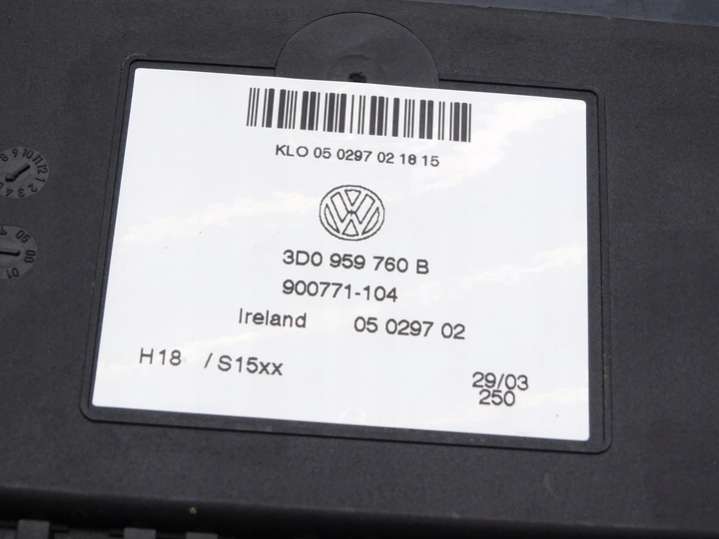 KLO 05 0297 02 18 15
3D0 959 760 B
900771-104
Ireland 05 0297 02
H18 / S15xx
29/03
250